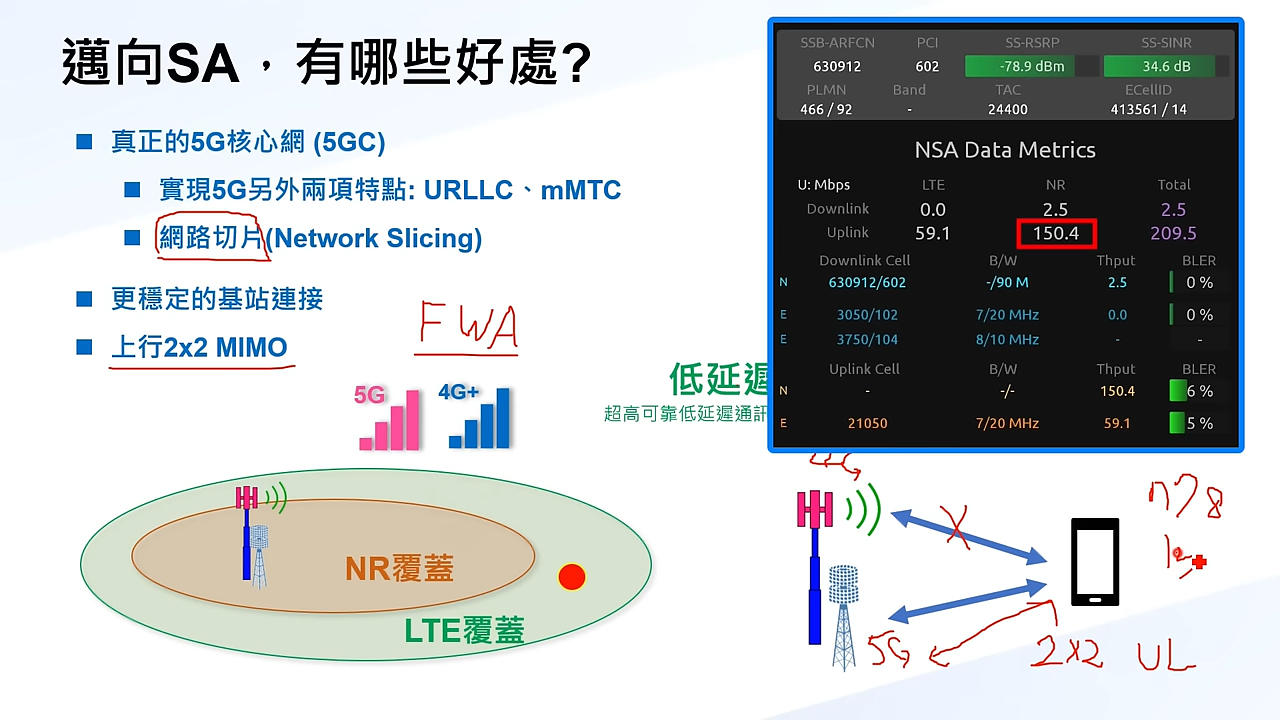 邁向SA，有哪些好處?
真正的5G核心網 (5GC)
實現5G另外兩項特點: URLLC、mMTC
網路切片(Network Slicing)
更穩定的基站連接
上行2x2 MIMO
FWA
5G 4G+
低延遲
超高可靠低延遲通訊
NR覆蓋
LTE覆蓋
SSB-ARFCN PCI SS-RSRP SS-SINR
630912 602 -78.9 dBm 34.6 dB
PLMN Band TAC ECellID
466 / 92 - 24400 413561 / 14
NSA Data Metrics
U: Mbps LTE NR Total
Downlink 0.0 2.5 2.5
Uplink 59.1 150.4 209.5
Downlink Cell B/W Thput BLER
N 630912/602 -/90 M 2.5 0 %
E 3050/102 7/20 MHz 0.0 0 %
E 3750/104 8/10 MHz - -
Uplink Cell B/W Thput BLER
N - -/- 150.4 6 %
E 21050 7/20 MHz 59.1 5 %
n78
5G
2x2 UL